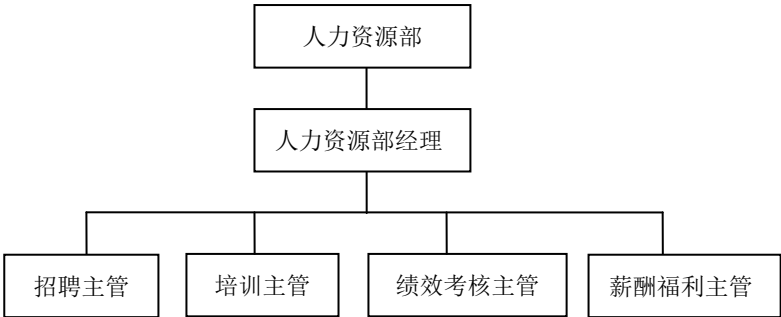 人力资源部
人力资源部经理
招聘主管
培训主管
绩效考核主管
薪酬福利主管